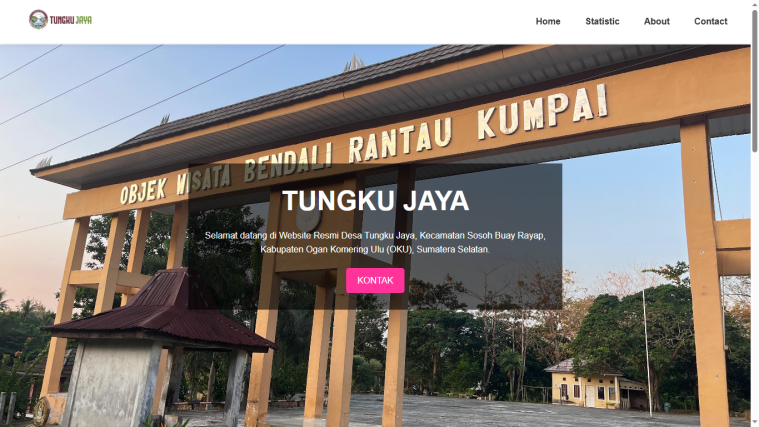 TUNGKU JAYA
Home Statistic About Contact
OBJEK WISATA BENDALI RANTAU KUMPAI
TUNGKU JAYA
Selamat datang di Website Resmi Desa Tungku Jaya, Kecamatan Sosoh Buay Rayap,
Kabupaten Ogan Komering Ulu (OKU), Sumatera Selatan.
KONTAK